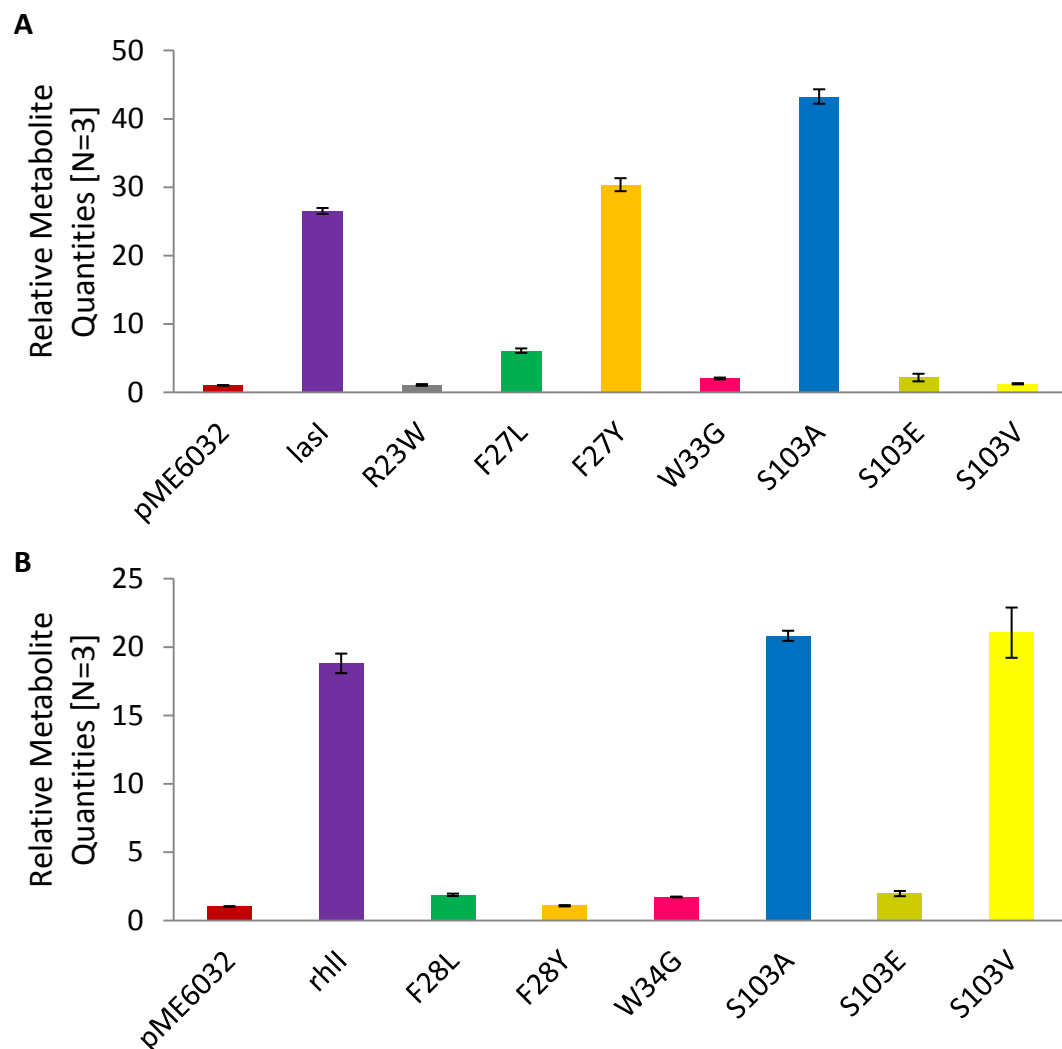 A
Relative Metabolite
Quantities [N=3]
50
40
30
20
10
0
pME6032
lasI
R23W
F27L
F27Y
W33G
S103A
S103E
S103V
B
Relative Metabolite
Quantities [N=3]
25
20
15
10
5
0
pME6032
rhlI
F28L
F28Y
W34G
S103A
S103E
S103V